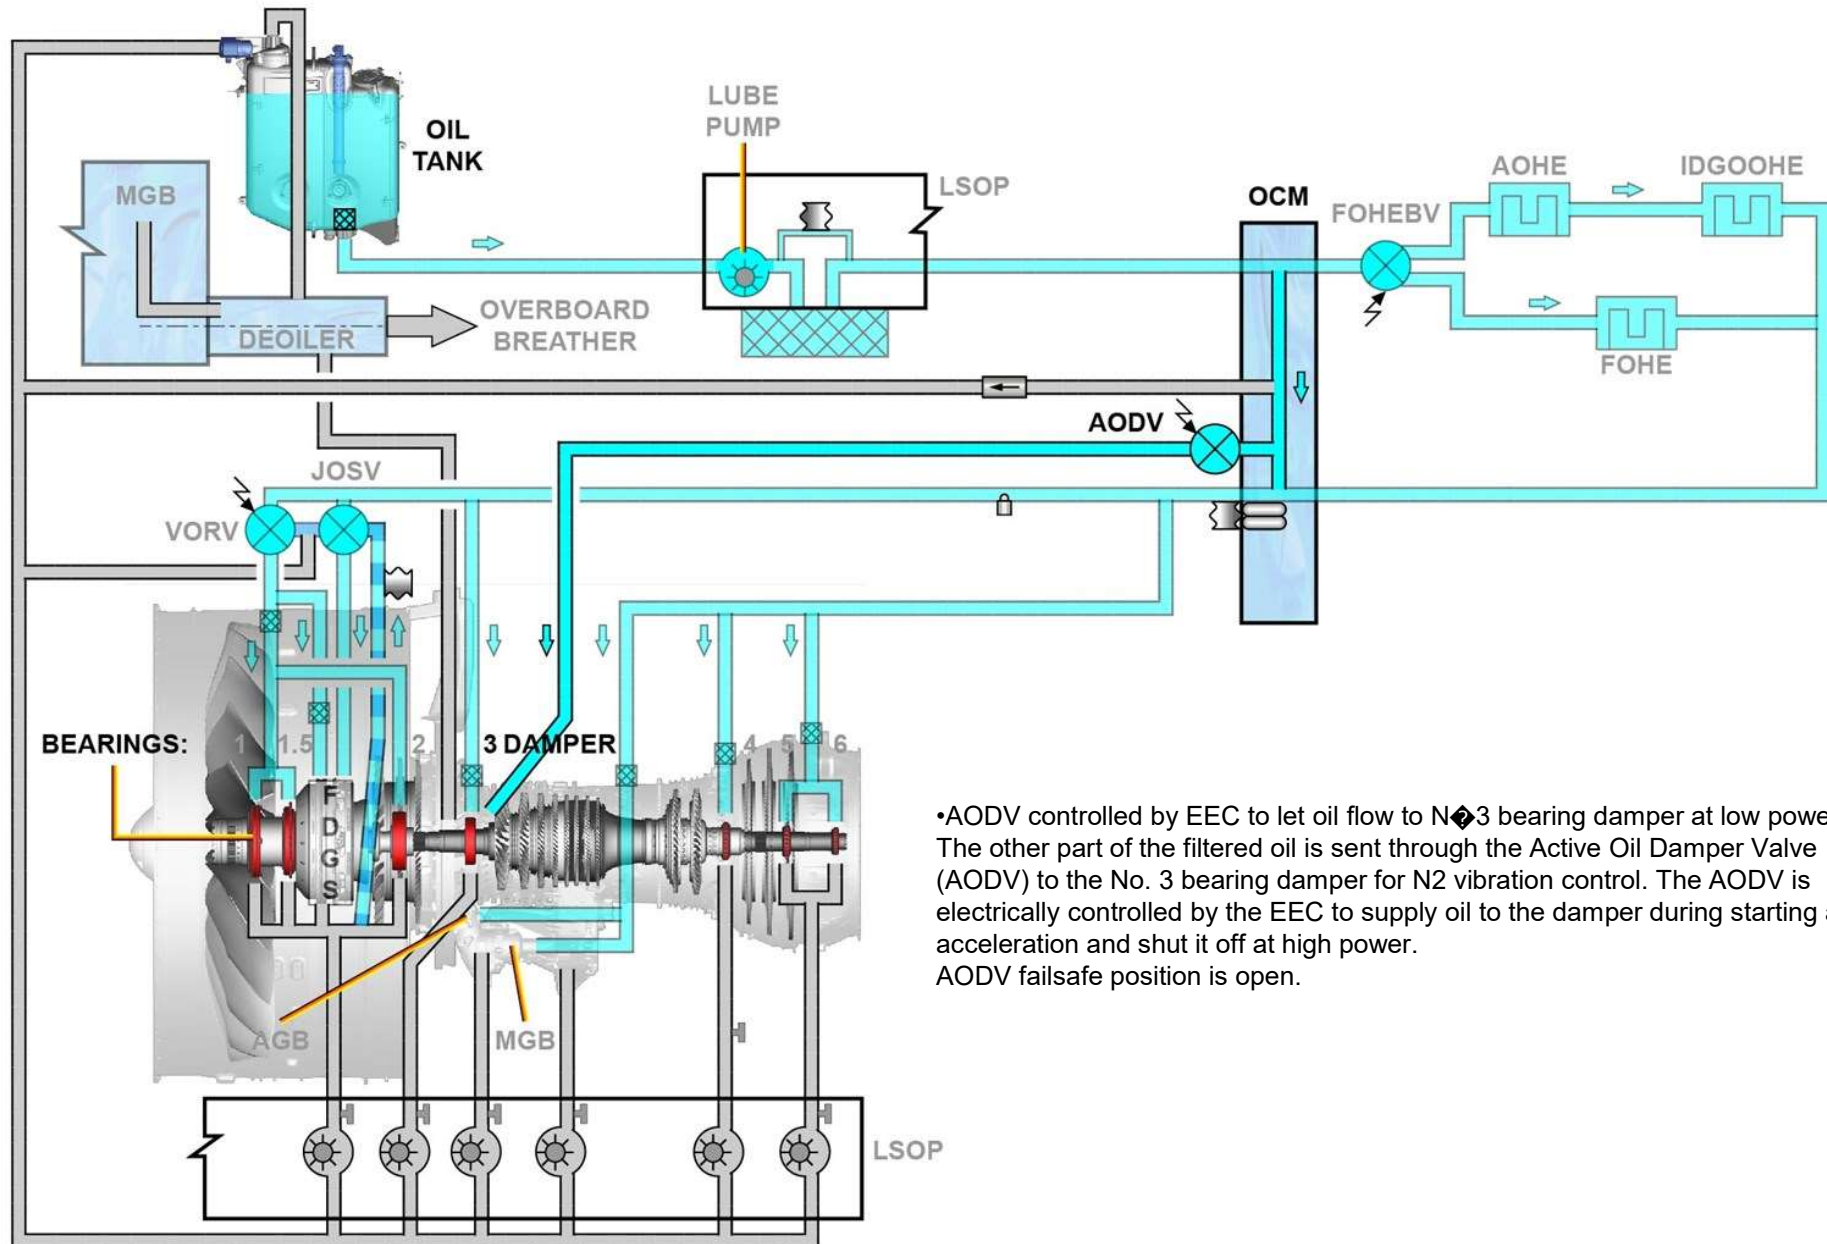 OIL
TANK
MGB
LUBE
PUMP
LSOP
OCM
FOHEBV
AOHE
IDGOOHE
OVERBOARD
BREATHER
DEOILER
FOHE
AODV
JOSV
VORV
BEARINGS:
1
1.5
2
3 DAMPER
4
5
6
F
D
G
S
•AODV controlled by EEC to let oil flow to N�3 bearing damper at low powe
The other part of the filtered oil is sent through the Active Oil Damper Valve
(AODV) to the No. 3 bearing damper for N2 vibration control. The AODV is
electrically controlled by the EEC to supply oil to the damper during starting a
acceleration and shut it off at high power.
AODV failsafe position is open.
AGB
MGB
LSOP